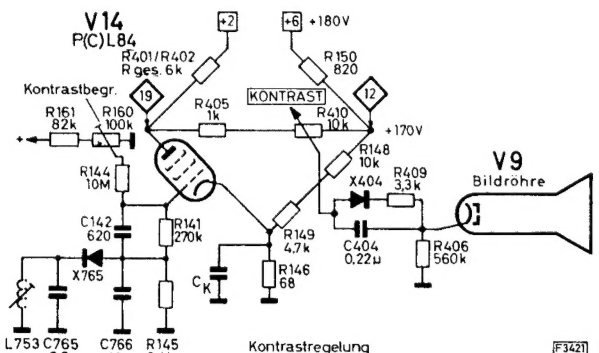 V14
P(C)L84
+2
+6
+180V
R401/R402
R ges. 6k
R150
820
Kontrastbegr.
19
KONTRAST
12
R161
82k
R160
100k
R405
1k
R410
10k
+170V
+
R144
10M
R148
10k
X404
R409
3,3k
V9
Bildröhre
C142
620
R141
270k
R149
4,7k
C404
0,22µ
R406
560k
X765
CK
R146
68
L753
C765
C766
R145
Kontrastregelung
F3421